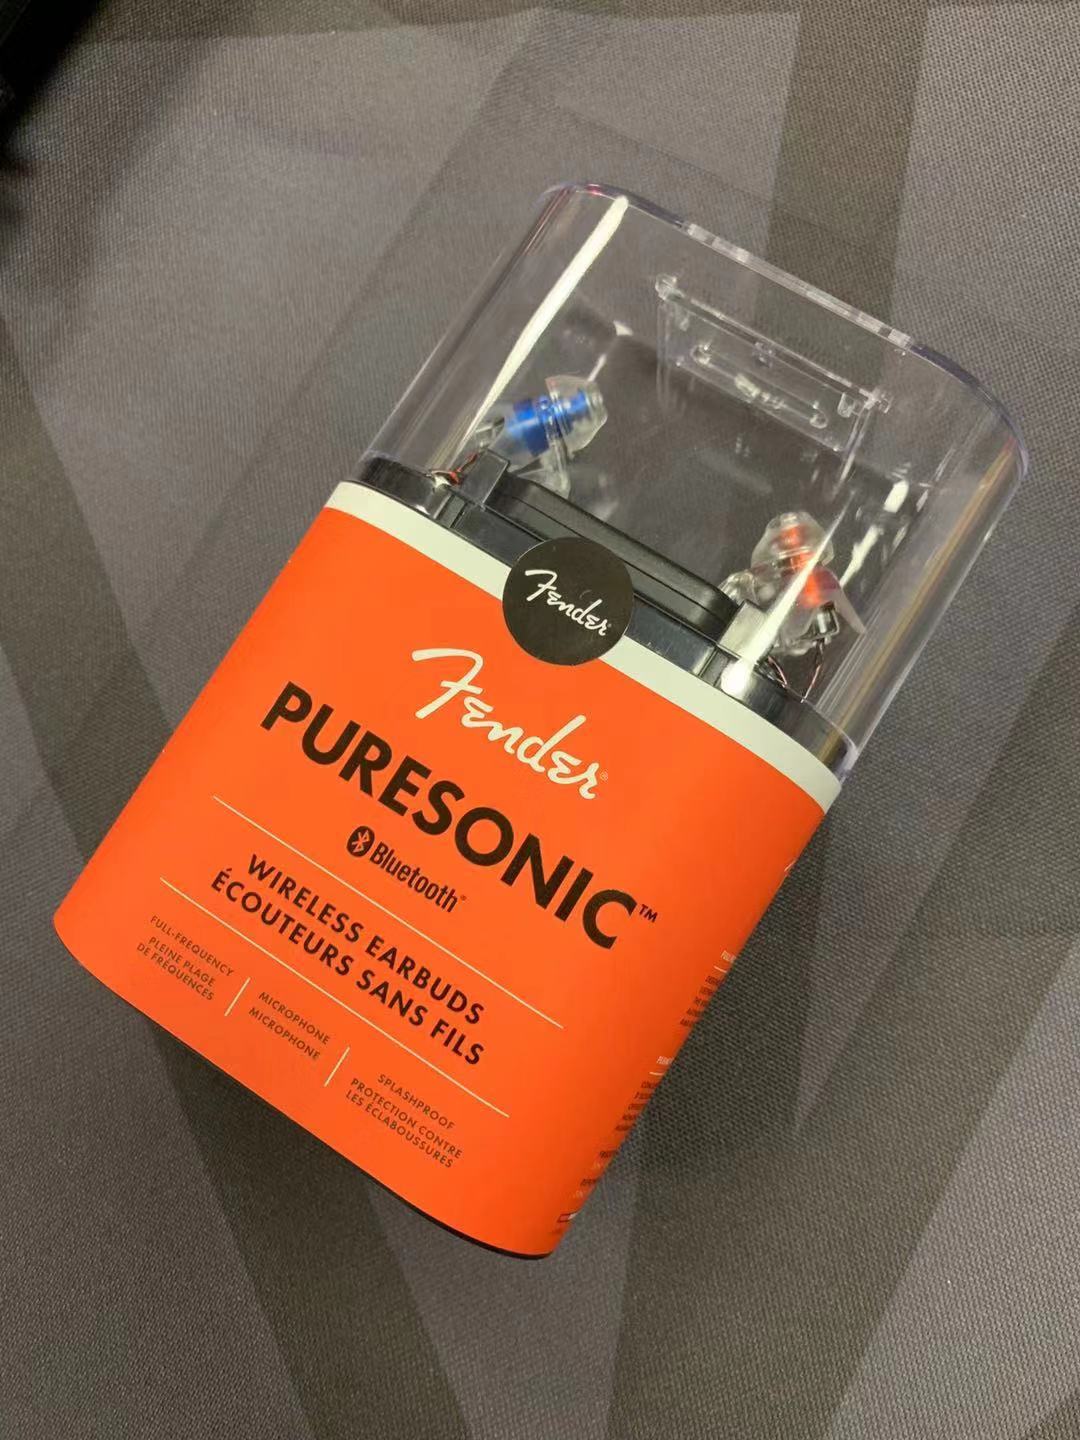 Fender
Fender®
PURESONIC™
Bluetooth®
WIRELESS EARBUDS
ÉCOUTEURS SANS FILS
FULL-FREQUENCY
PLEINE PLAGE
DE FRÉQUENCES
MICROPHONE
MICROPHONE
SPLASHPROOF
PROTECTION CONTRE
LES ÉCLABOUSSURES